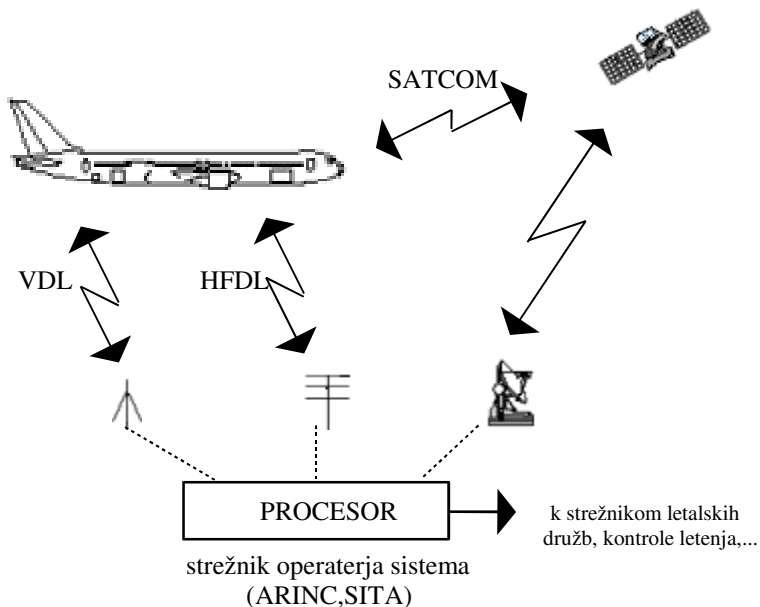 SATCOM
VDL
HFDL
PROCESOR
k strežnikom letalskih
družb, kontrole letenja,...
strežnik operaterja sistema
(ARINC,SITA)